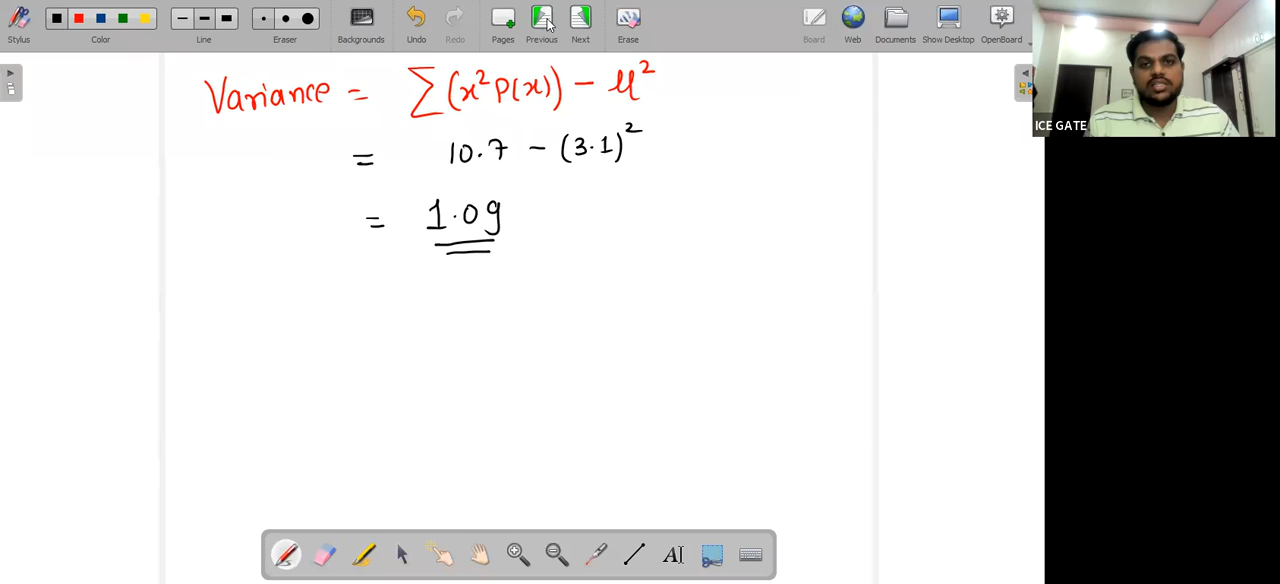 Stylus Color Line Eraser Backgrounds Undo Redo Pages Previous Next Erase Board Web Documents Show Desktop OpenBoard
ICE GATE
Variance = ∑(x²P(x)) − μ²
= 10.7 − (3.1)²
= 1.09
AI